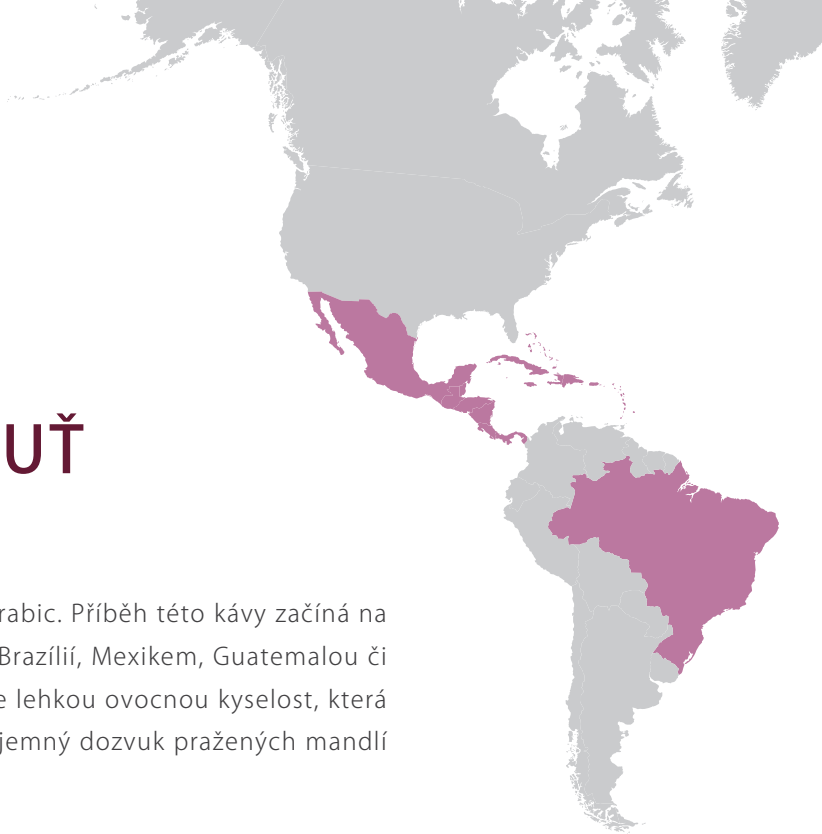 UŤ
rabic. Příběh této kávy začíná na
Brazílií, Mexikem, Guatemalou či
e lehkou ovocnou kyselost, která
jemný dozvuk pražených mandlí